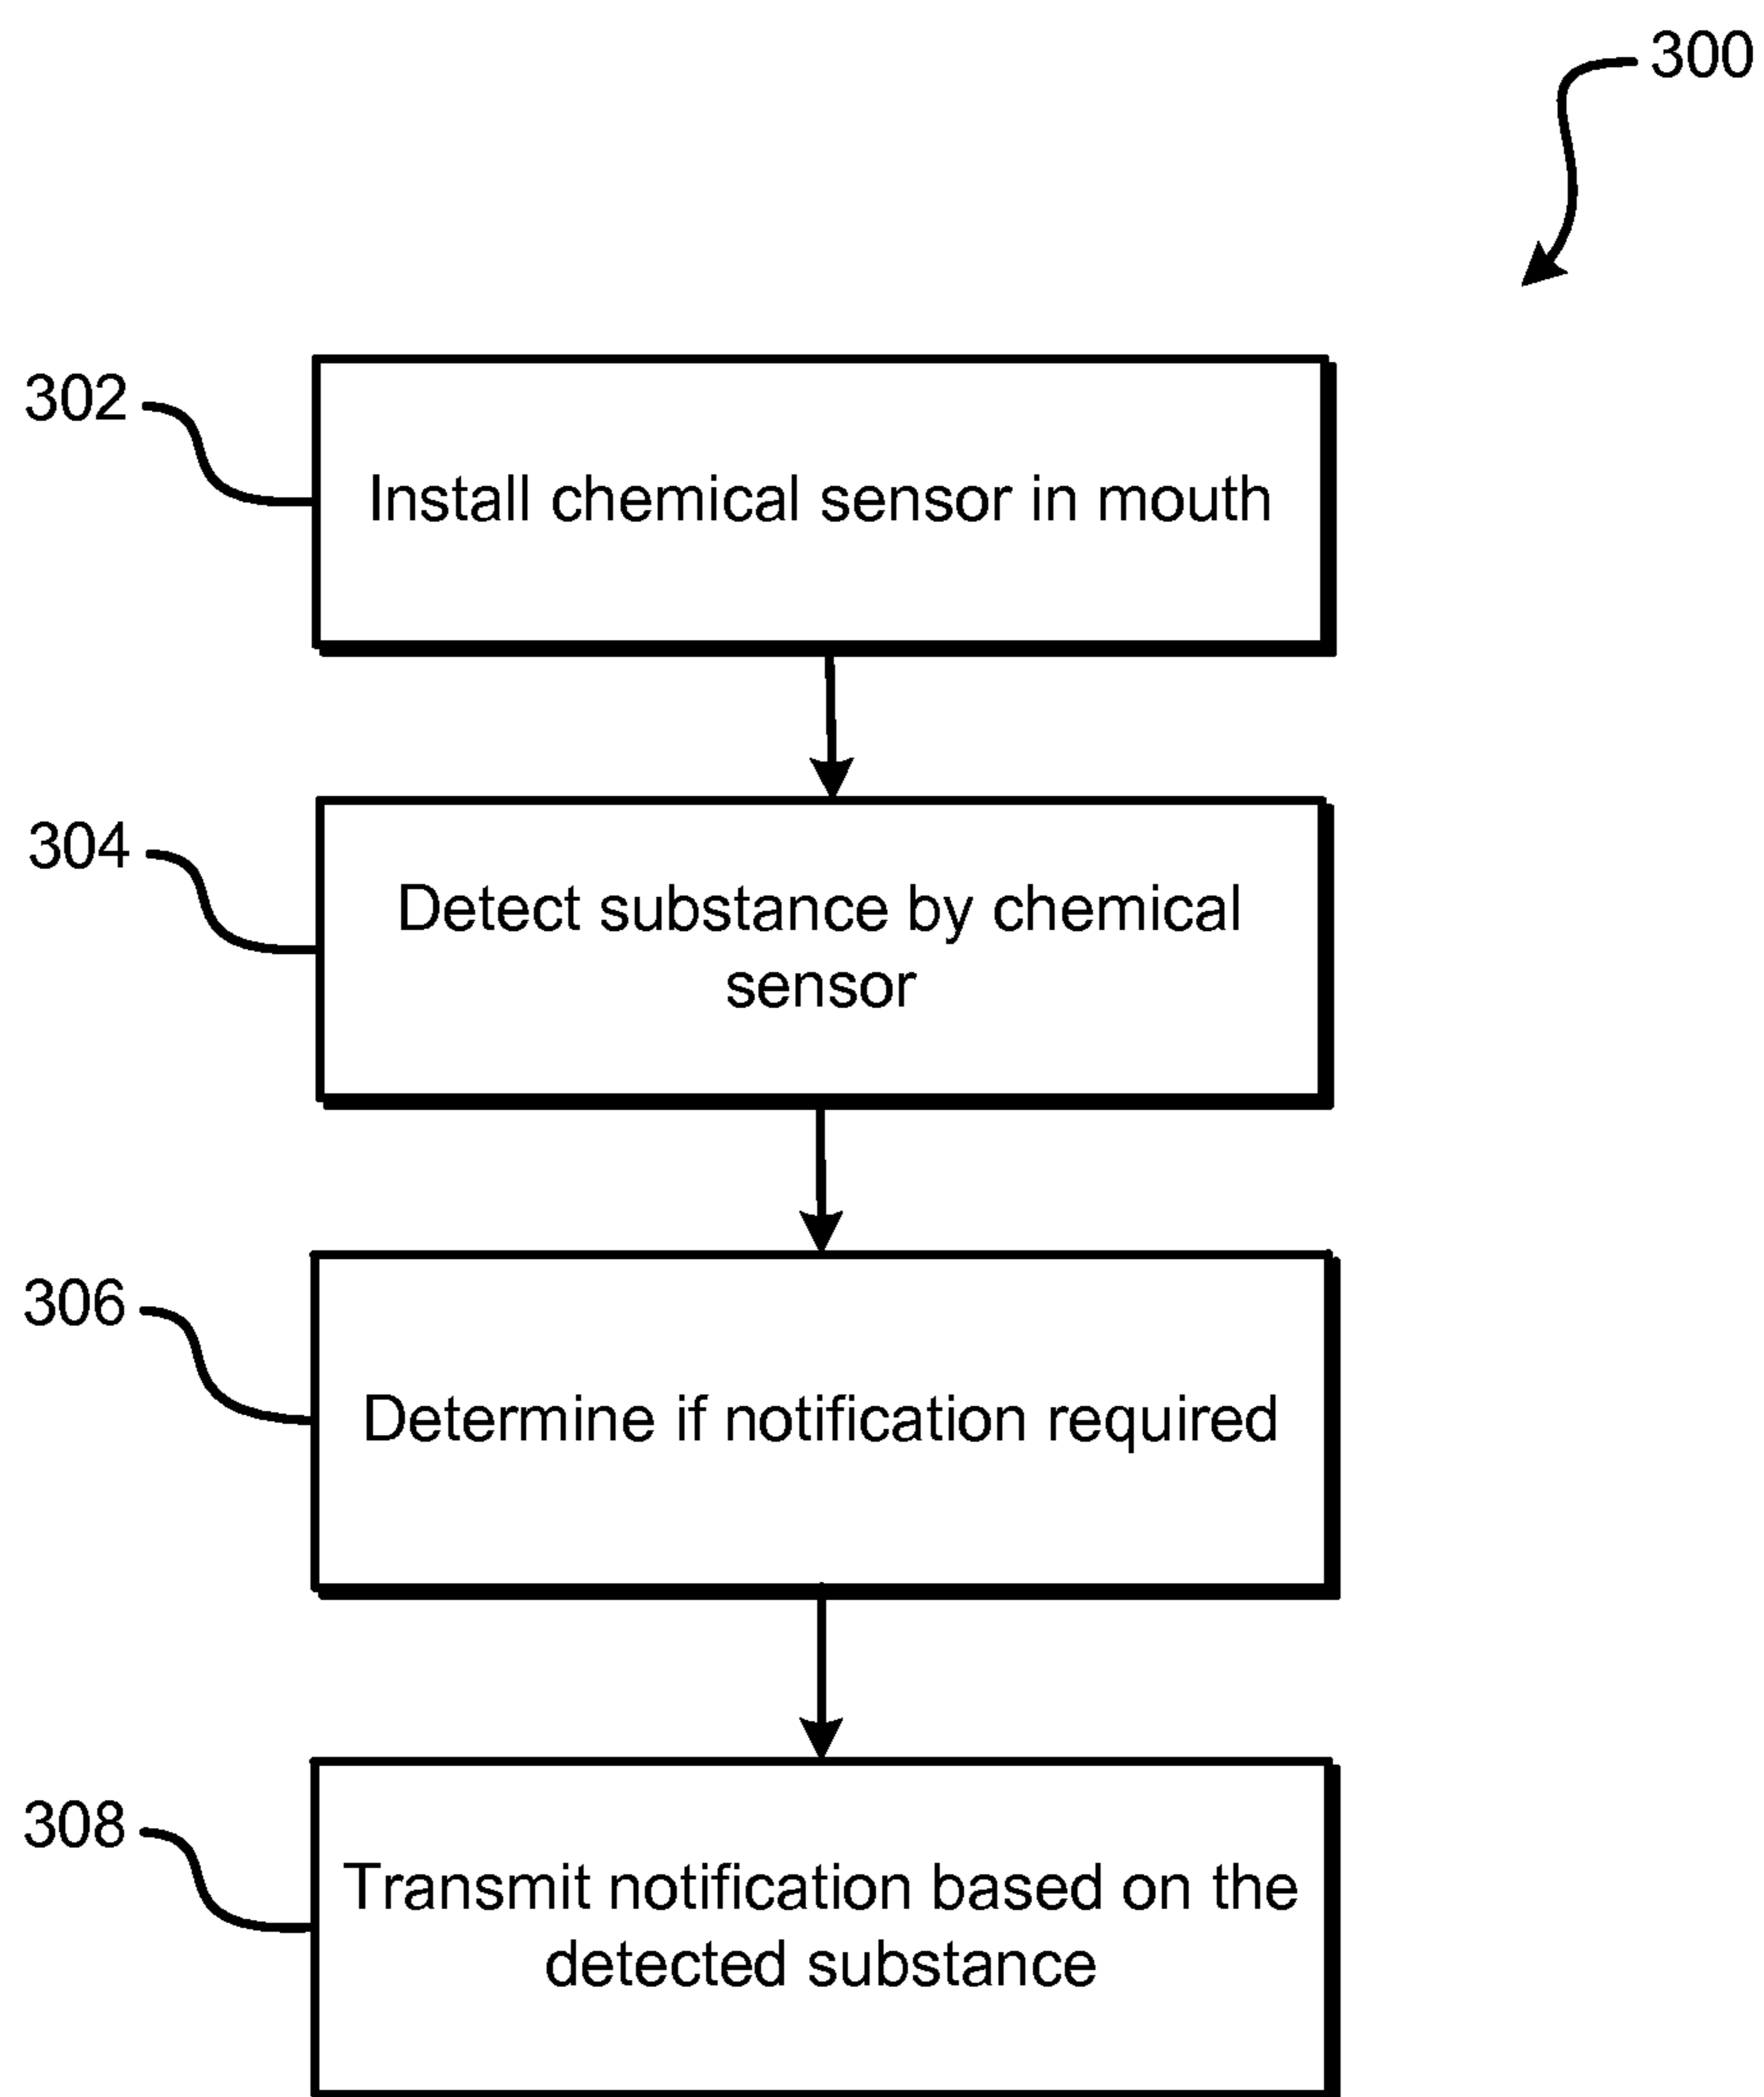 300
302
Install chemical sensor in mouth
304
Detect substance by chemical
sensor
306
Determine if notification required
308
Transmit notification based on the
detected substance